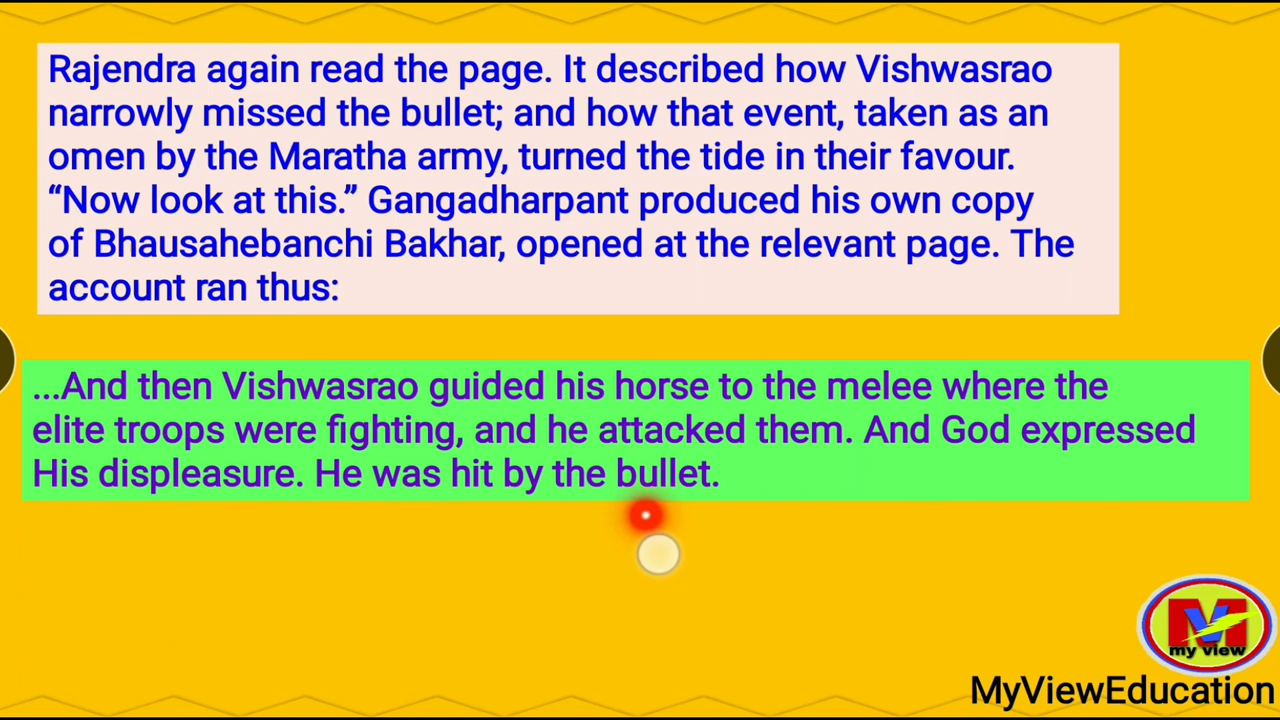 Rajendra again read the page. It described how Vishwasrao
narrowly missed the bullet; and how that event, taken as an
omen by the Maratha army, turned the tide in their favour.
“Now look at this.” Gangadharpant produced his own copy
of Bhausahebanchi Bakhar, opened at the relevant page. The
account ran thus:
...And then Vishwasrao guided his horse to the melee where the
elite troops were fighting, and he attacked them. And God expressed
His displeasure. He was hit by the bullet.
MV
my view
MyViewEducation